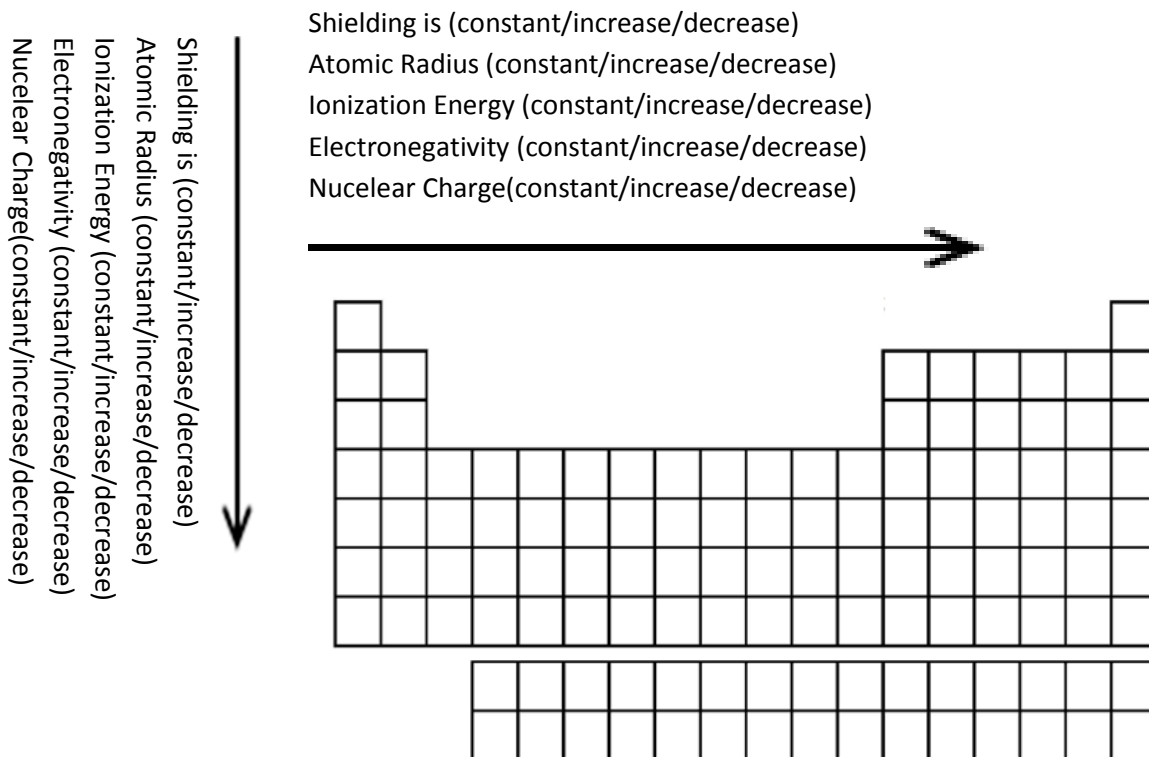 Shielding is (constant/increase/decrease)
Atomic Radius (constant/increase/decrease)
Ionization Energy (constant/increase/decrease)
Electronegativity (constant/increase/decrease)
Nucelear Charge(constant/increase/decrease)
Shielding is (constant/increase/decrease)
Atomic Radius (constant/increase/decrease)
Ionization Energy (constant/increase/decrease)
Electronegativity (constant/increase/decrease)
Nucelear Charge(constant/increase/decrease)